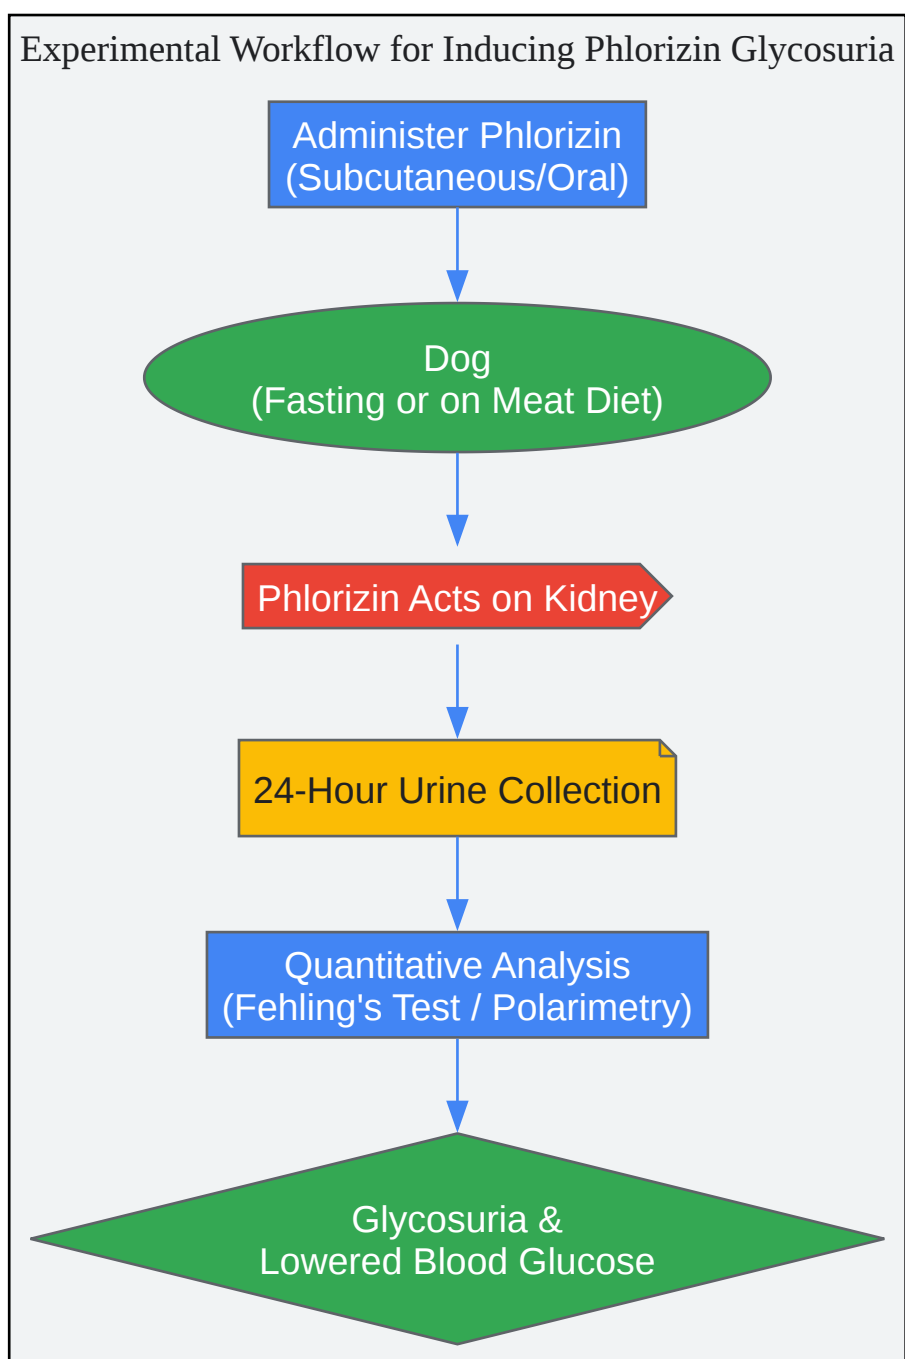 Experimental Workflow for Inducing Phlorizin Glycosuria
Administer Phlorizin
(Subcutaneous/Oral)
Dog
(Fasting or on Meat Diet)
Phlorizin Acts on Kidney
24-Hour Urine Collection
Quantitative Analysis
(Fehling's Test / Polarimetry)
Glycosuria &
Lowered Blood Glucose